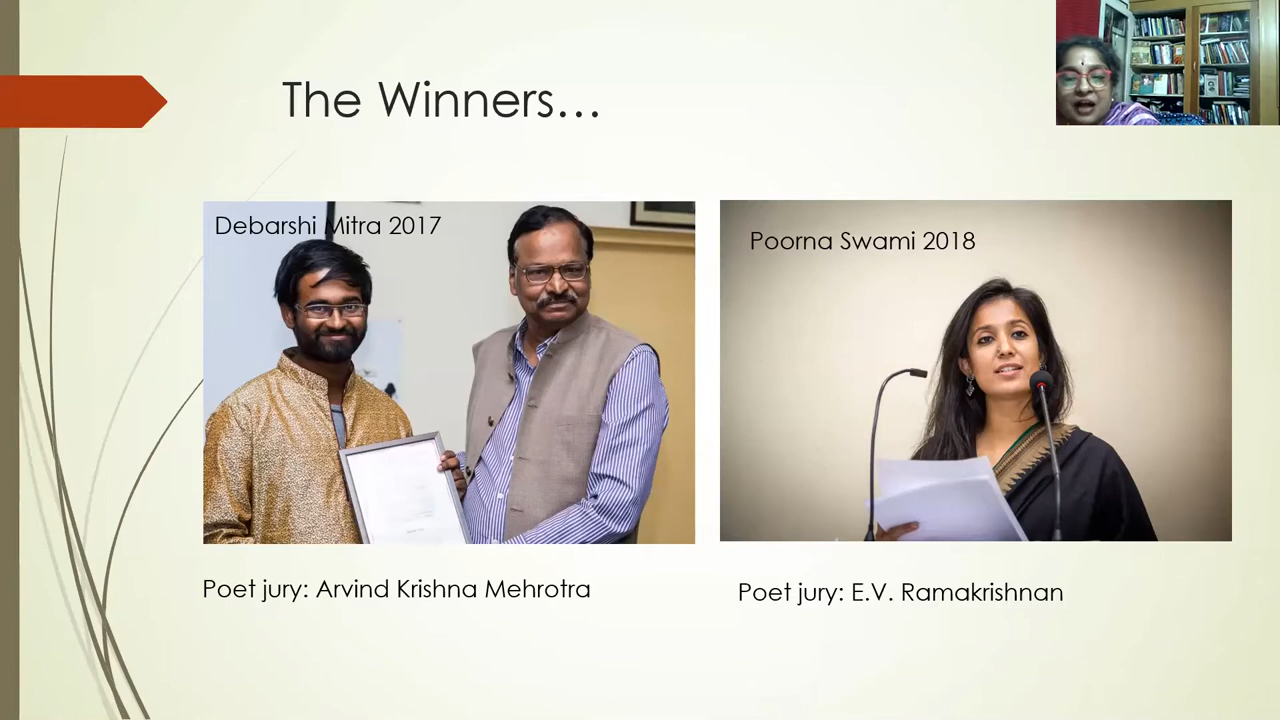 The Winners…
Debarshi Mitra 2017
Poorna Swami 2018
Poet jury: Arvind Krishna Mehrotra
Poet jury: E.V. Ramakrishnan